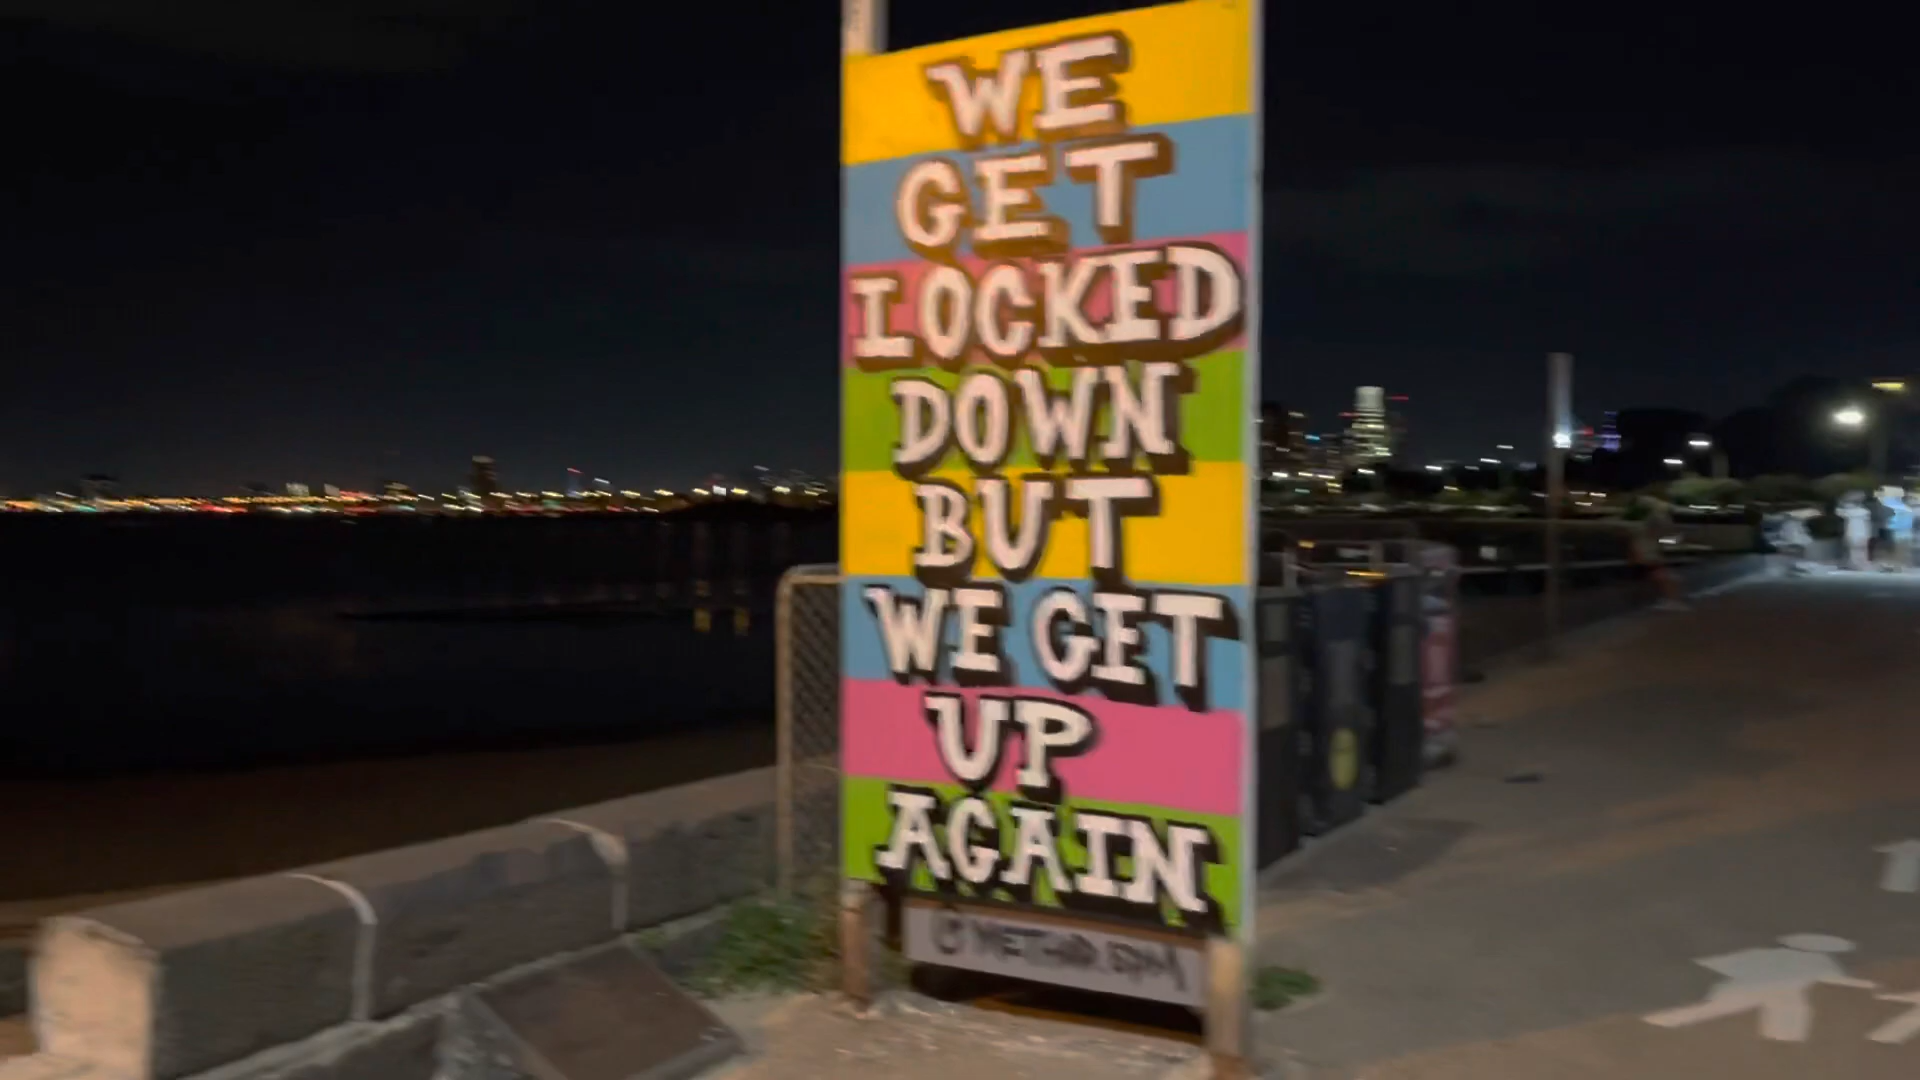 WE
GET
LOCKED
DOWN
BUT
WE GET
UP
AGAIN